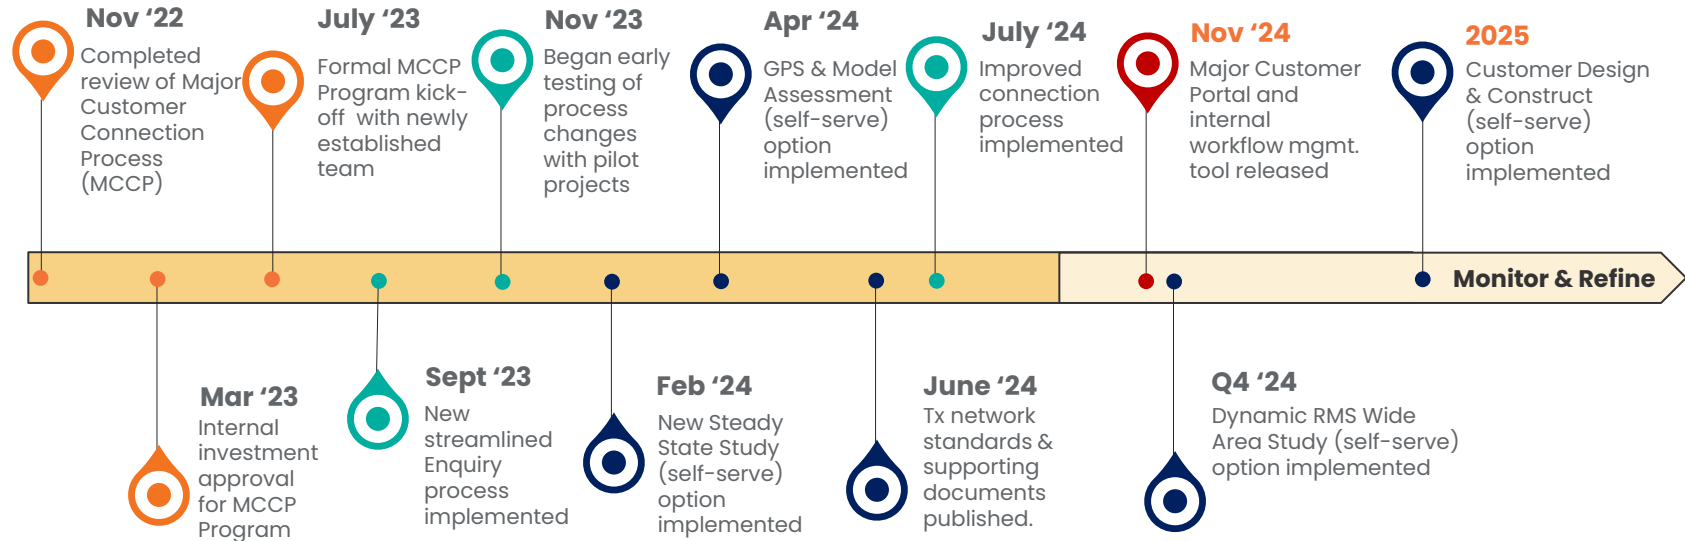 Nov ‘22
Completed
review of Major
Customer
Connection
Process
(MCCP)
July ‘23
Formal MCCP
Program kick-
off with newly
established
team
Nov ‘23
Began early
testing of
process
changes
with pilot
projects
Apr ‘24
GPS & Model
Assessment
(self-serve)
option
implemented
July ‘24
Improved
connection
process
implemented
Nov ‘24
Major Customer
Portal and
internal
workflow mgmt.
tool released
2025
Customer Design
& Construct
(self-serve)
option
implemented
Monitor & Refine
Mar ‘23
Internal
investment
approval
for MCCP
Program
Sept ‘23
New
streamlined
Enquiry
process
implemented
Feb ‘24
New Steady
State Study
(self-serve)
option
implemented
June ‘24
Tx network
standards &
supporting
documents
published.
Q4 ‘24
Dynamic RMS Wide
Area Study (self-serve)
option implemented